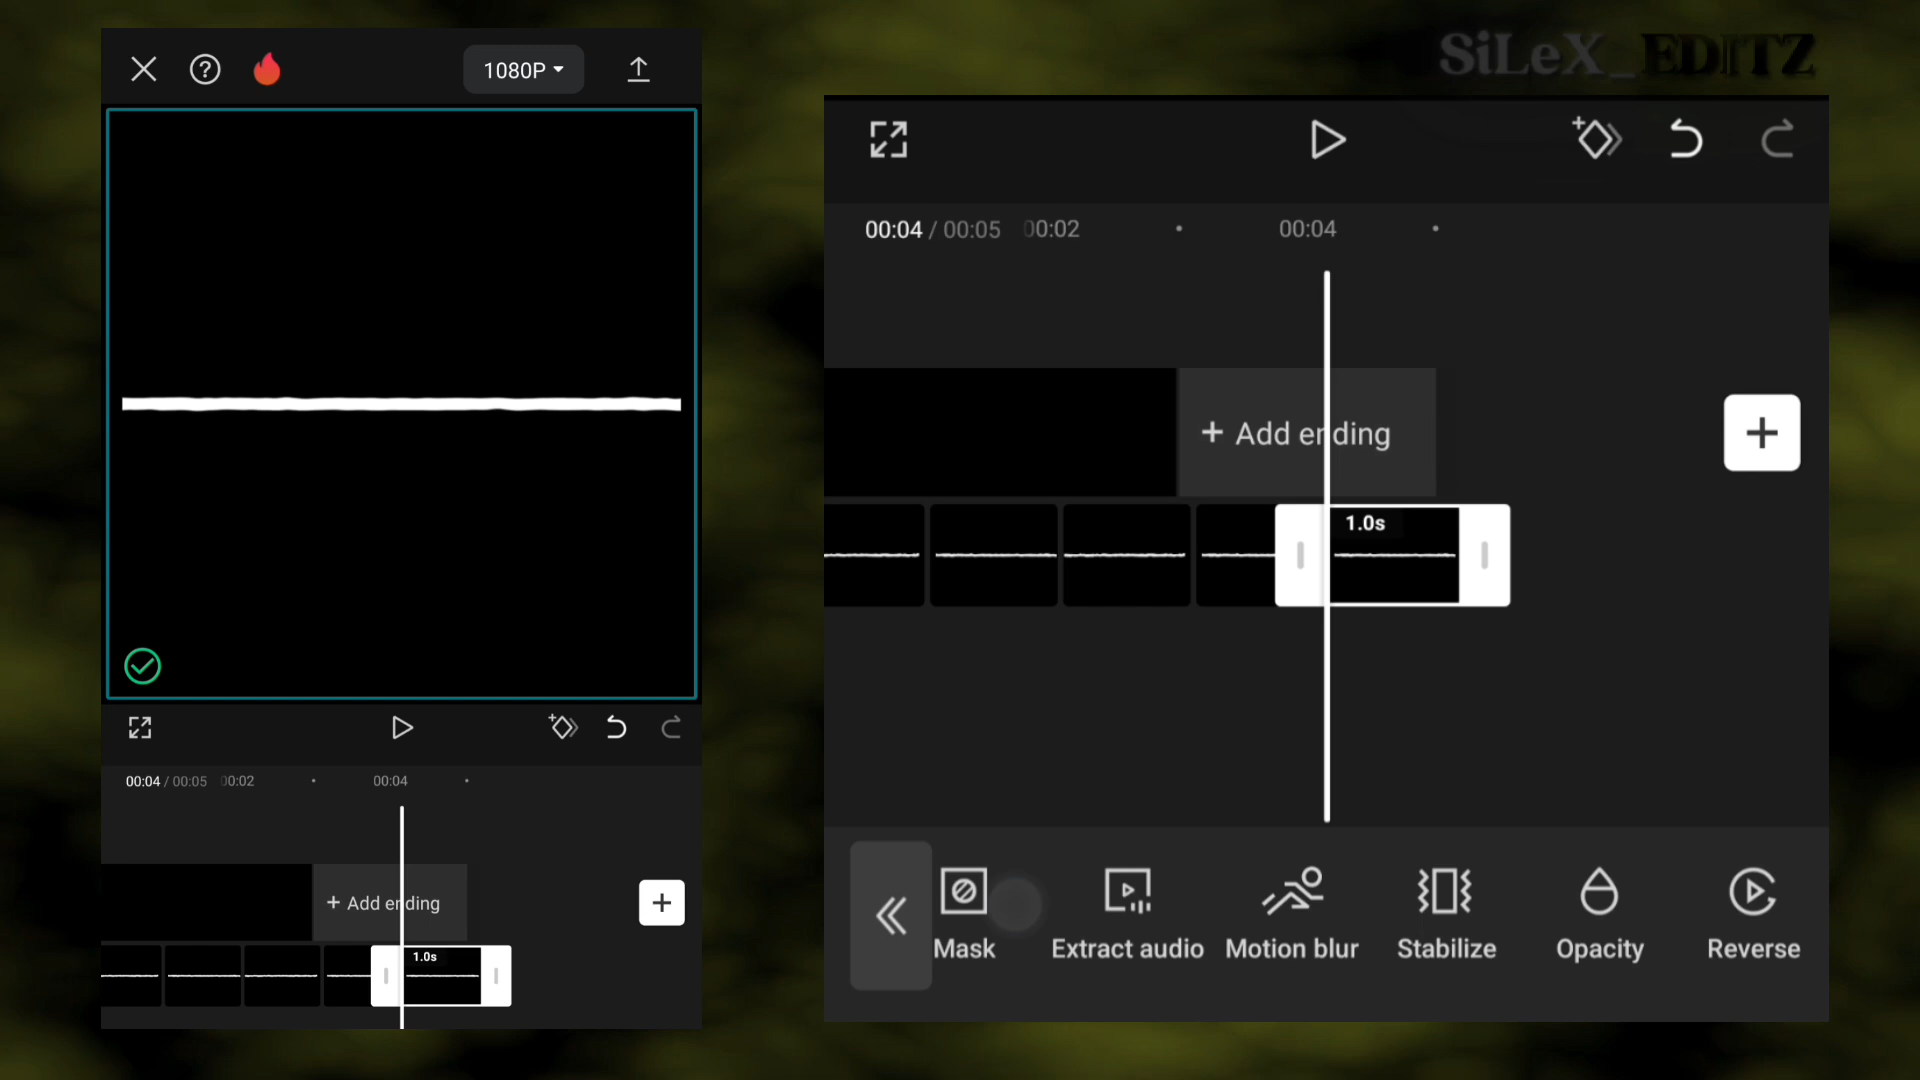 SiLeX_EDITZ
1080P
00:04 / 00:05 00:02 00:04
+ Add ending
1.0s
00:04 / 00:05 00:02 00:04
+ Add ending
1.0s
Mask Extract audio Motion blur Stabilize Opacity Reverse